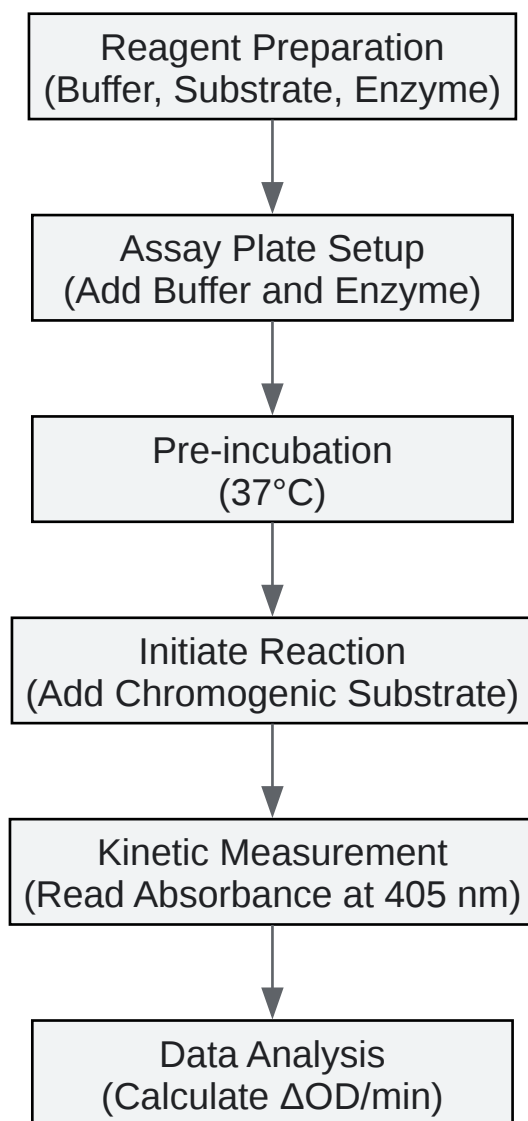 Reagent Preparation
(Buffer, Substrate, Enzyme)
Assay Plate Setup
(Add Buffer and Enzyme)
Pre-incubation
(37°C)
Initiate Reaction
(Add Chromogenic Substrate)
Kinetic Measurement
(Read Absorbance at 405 nm)
Data Analysis
(Calculate ΔOD/min)